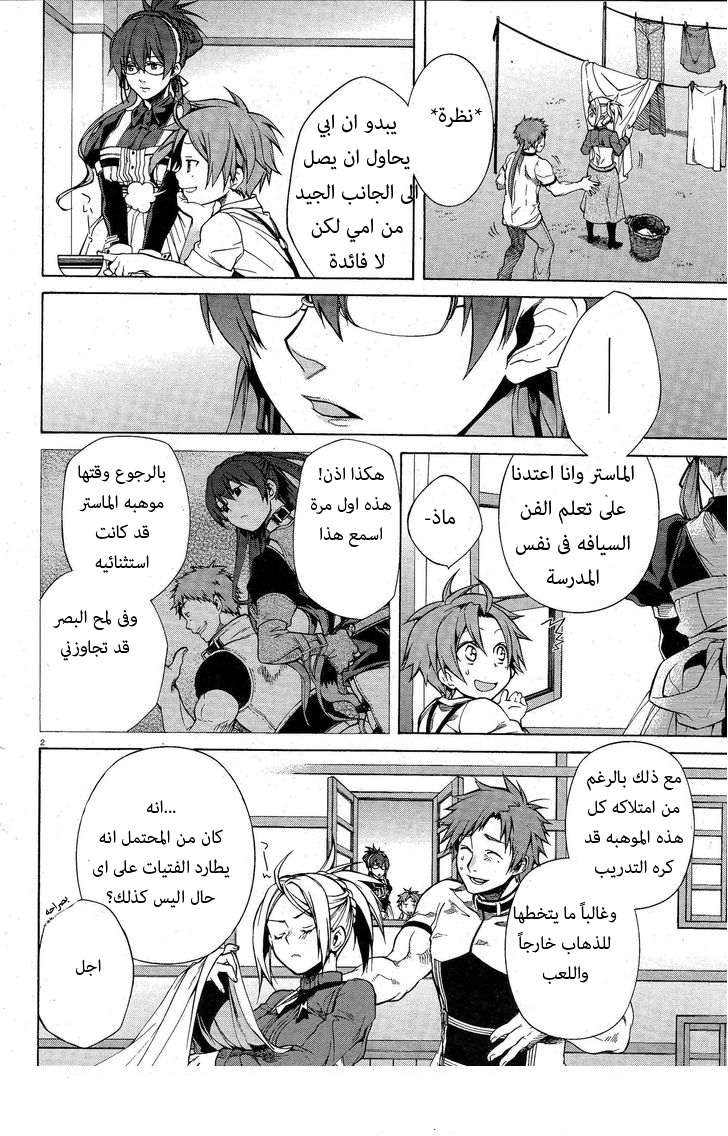 *نظرة*
يبدو ان ابي
يحاول ان يصل
الى الجانب الجيد
من امي لكن
لا فائدة
الماستر وانا اعتدنا
على تعلم الفن
السيافه فى نفس
المدرسة
ماذ-
هكذا اذن!
هذه اول مرة
اسمع هذا
بالرجوع وقتها
موهبه الماستر
قد كانت
استثنائيه
وفى لمح البصر
قد تجاوزني
2
مع ذلك بالرغم
من امتلاكه كل
هذه الموهبه قد
كره التدريب
وغالباً ما يتخطها
للذهاب خارجاً
واللعب
...انه
كان من المحتمل انه
يطارد الفتيات على اى
حال اليس كذلك؟
بصراحه
اجل